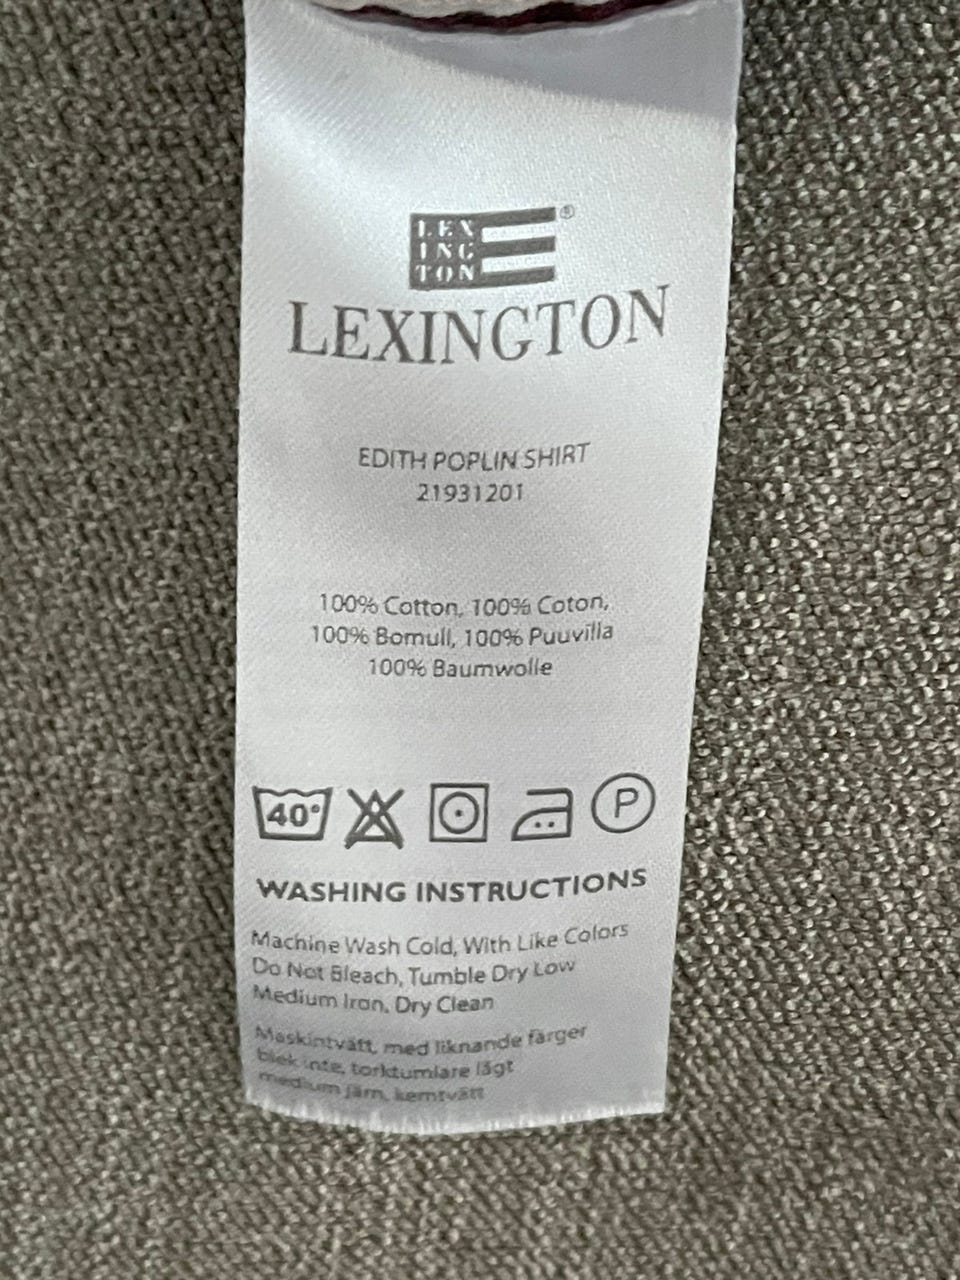 LEX
ING
TON ®
LEXINGTON
EDITH POPLIN SHIRT
21931201
100% Cotton, 100% Coton,
100% Bomull, 100% Puuvilla
100% Baumwolle
40° P
WASHING INSTRUCTIONS
Machine Wash Cold, With Like Colors
Do Not Bleach, Tumble Dry Low
Medium Iron, Dry Clean
Maskintvätt, med liknande färger
blek inte, torktumlare lågt
medium järn, kemtvätt